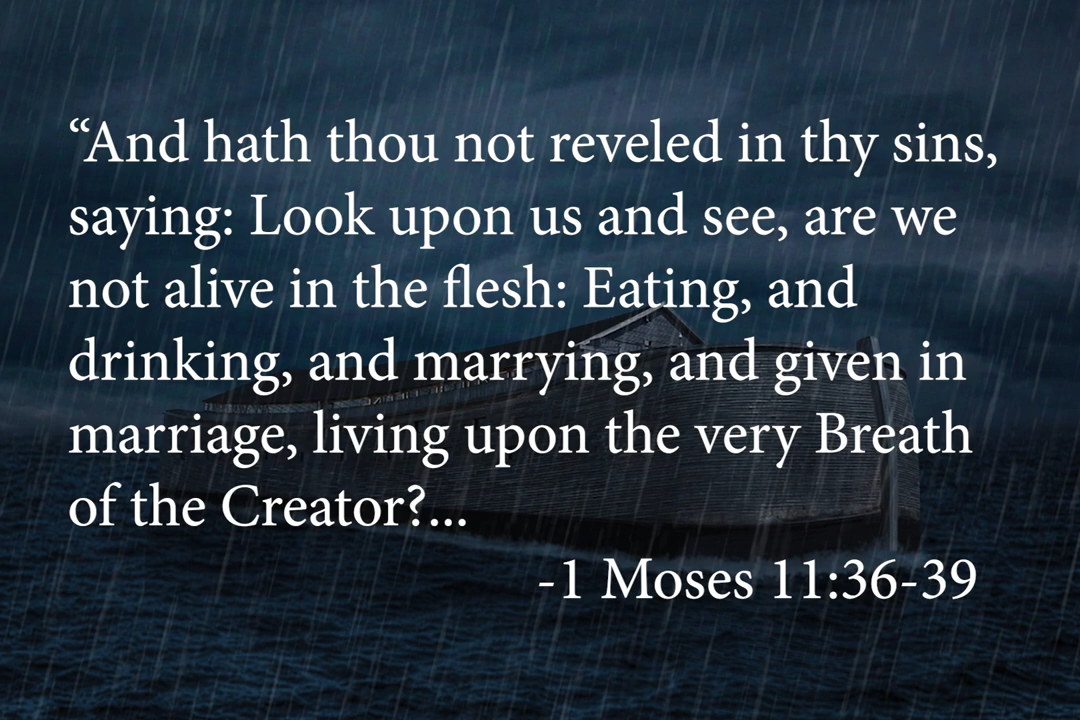 “And hath thou not reveled in thy sins,
saying: Look upon us and see, are we
not alive in the flesh: Eating, and
drinking, and marrying, and given in
marriage, living upon the very Breath
of the Creator?...
-1 Moses 11:36-39